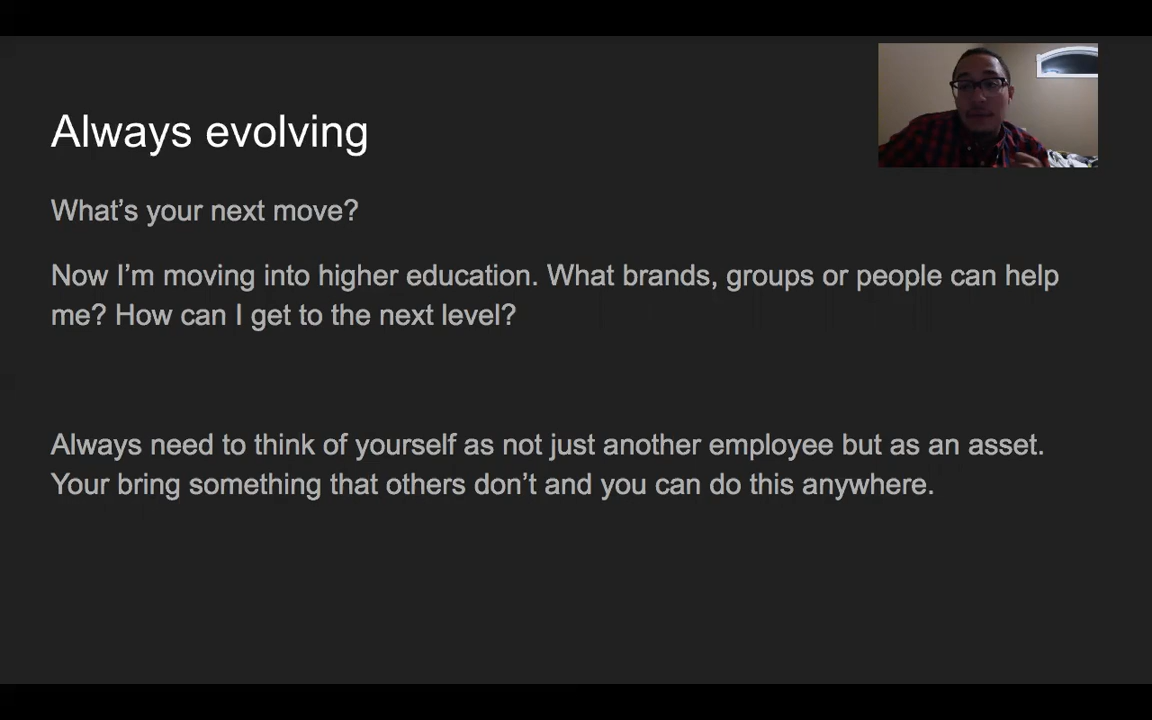 Always evolving
What’s your next move?
Now I’m moving into higher education. What brands, groups or people can help
me? How can I get to the next level?
Always need to think of yourself as not just another employee but as an asset.
Your bring something that others don’t and you can do this anywhere.